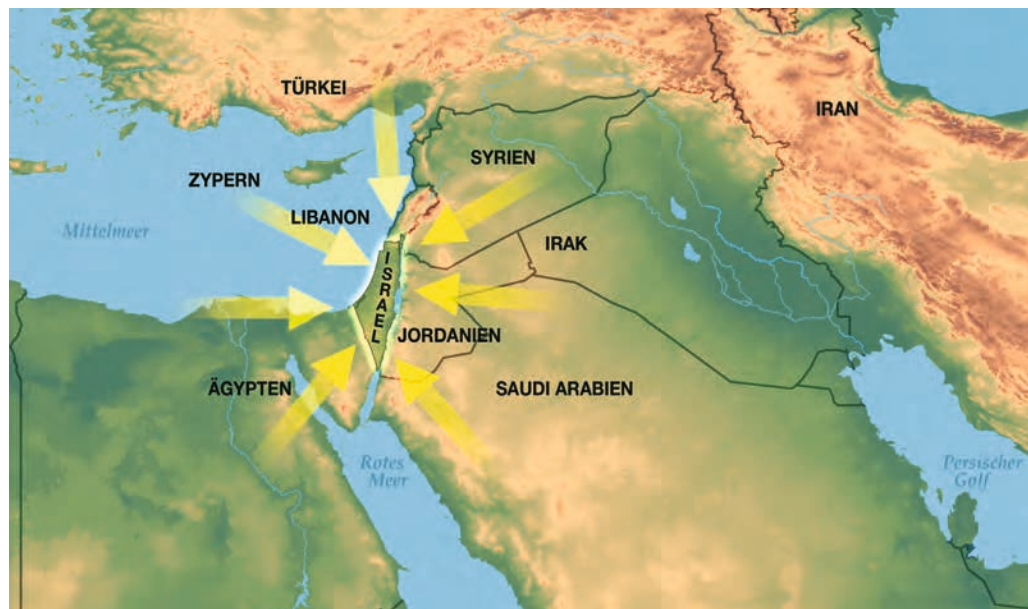 TÜRKEI
IRAN
SYRIEN
ZYPERN
LIBANON
Mittelmeer
IRAK
ISRAEL
JORDANIEN
ÄGYPTEN
SAUDI ARABIEN
Rotes
Meer
Persischer
Golf